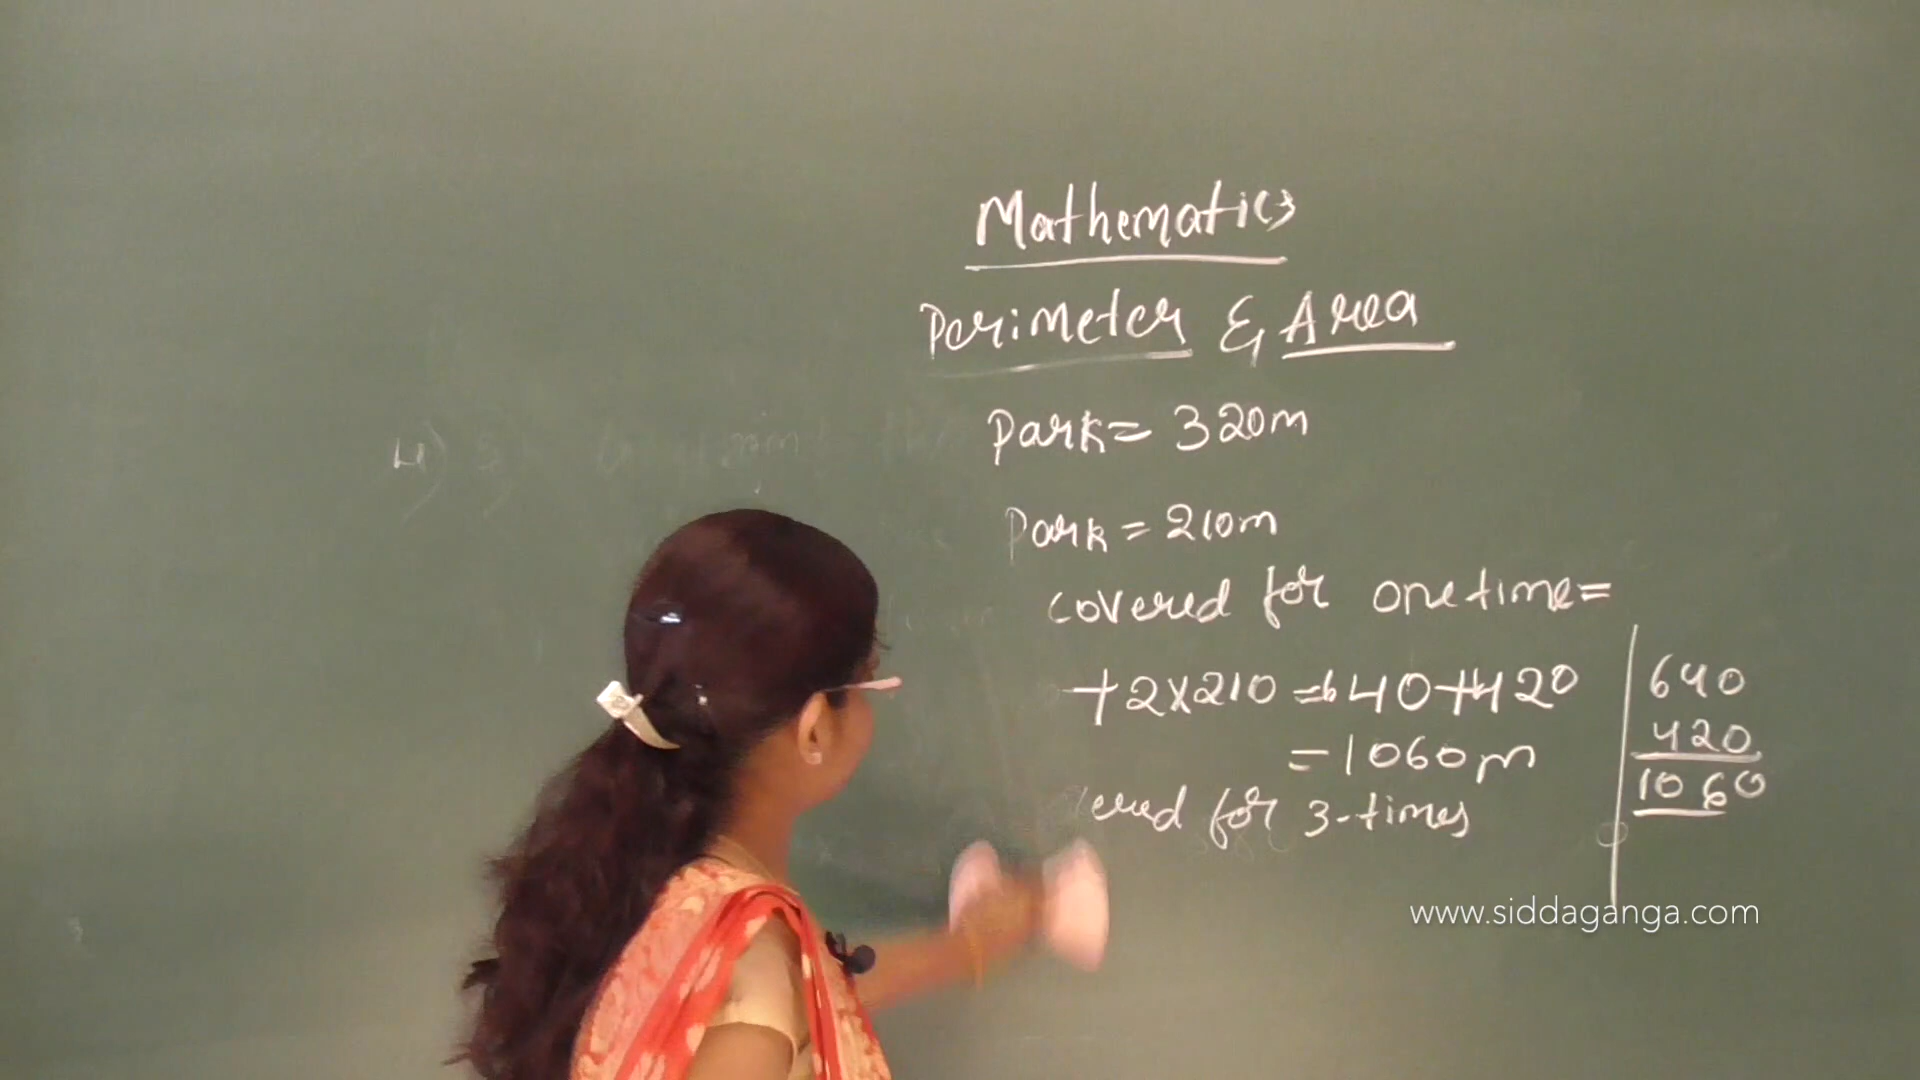 Mathematics
Perimeter & Area
Park = 320m
Park = 210m
covered for one time =
+2x210 = 640+420
= 1060m
ered for 3-times
640
420
1060
4)
www.siddaganga.com